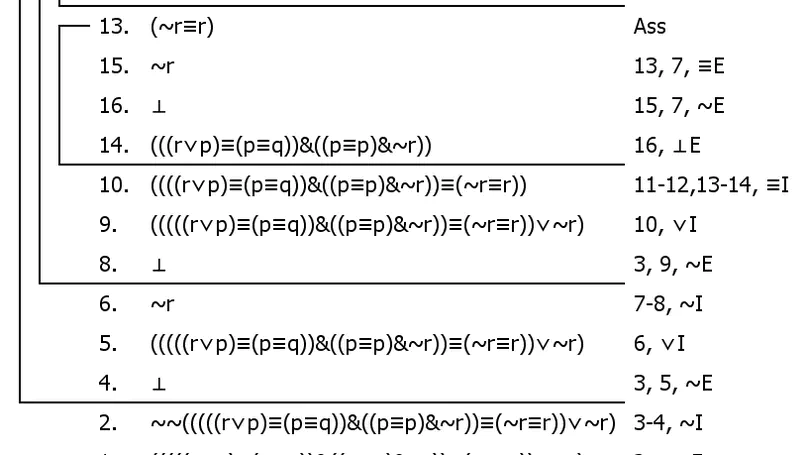 13. (~r≡r) Ass
15. ~r 13, 7, ≡E
16. ⊥ 15, 7, ~E
14. (((r∨p)≡(p≡q))&((p≡p)&~r)) 16, ⊥E
10. ((((r∨p)≡(p≡q))&((p≡p)&~r))≡(~r≡r)) 11-12,13-14, ≡I
9. (((((r∨p)≡(p≡q))&((p≡p)&~r))≡(~r≡r))∨~r) 10, ∨I
8. ⊥ 3, 9, ~E
6. ~r 7-8, ~I
5. (((((r∨p)≡(p≡q))&((p≡p)&~r))≡(~r≡r))∨~r) 6, ∨I
4. ⊥ 3, 5, ~E
2. ~~(((((r∨p)≡(p≡q))&((p≡p)&~r))≡(~r≡r))∨~r) 3-4, ~I